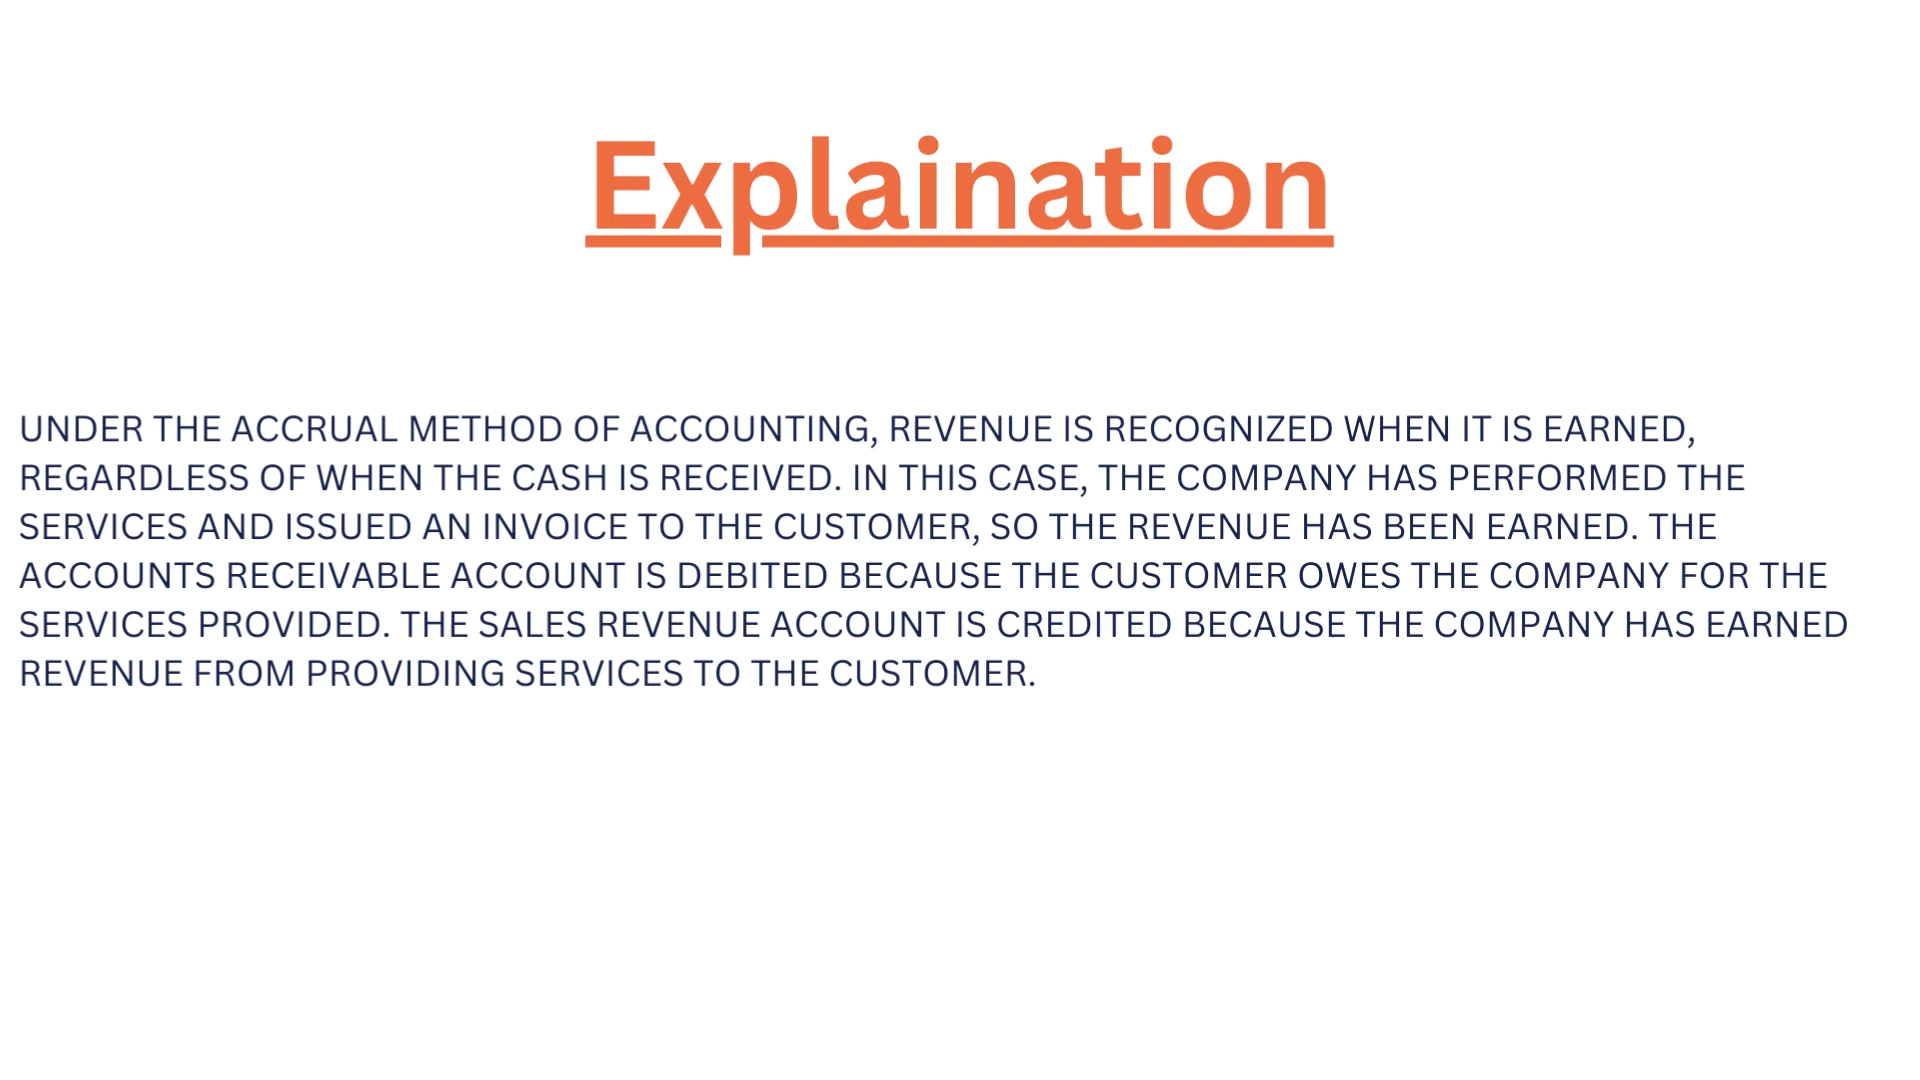 Explaination
UNDER THE ACCRUAL METHOD OF ACCOUNTING, REVENUE IS RECOGNIZED WHEN IT IS EARNED,
REGARDLESS OF WHEN THE CASH IS RECEIVED. IN THIS CASE, THE COMPANY HAS PERFORMED THE
SERVICES AND ISSUED AN INVOICE TO THE CUSTOMER, SO THE REVENUE HAS BEEN EARNED. THE
ACCOUNTS RECEIVABLE ACCOUNT IS DEBITED BECAUSE THE CUSTOMER OWES THE COMPANY FOR THE
SERVICES PROVIDED. THE SALES REVENUE ACCOUNT IS CREDITED BECAUSE THE COMPANY HAS EARNED
REVENUE FROM PROVIDING SERVICES TO THE CUSTOMER.